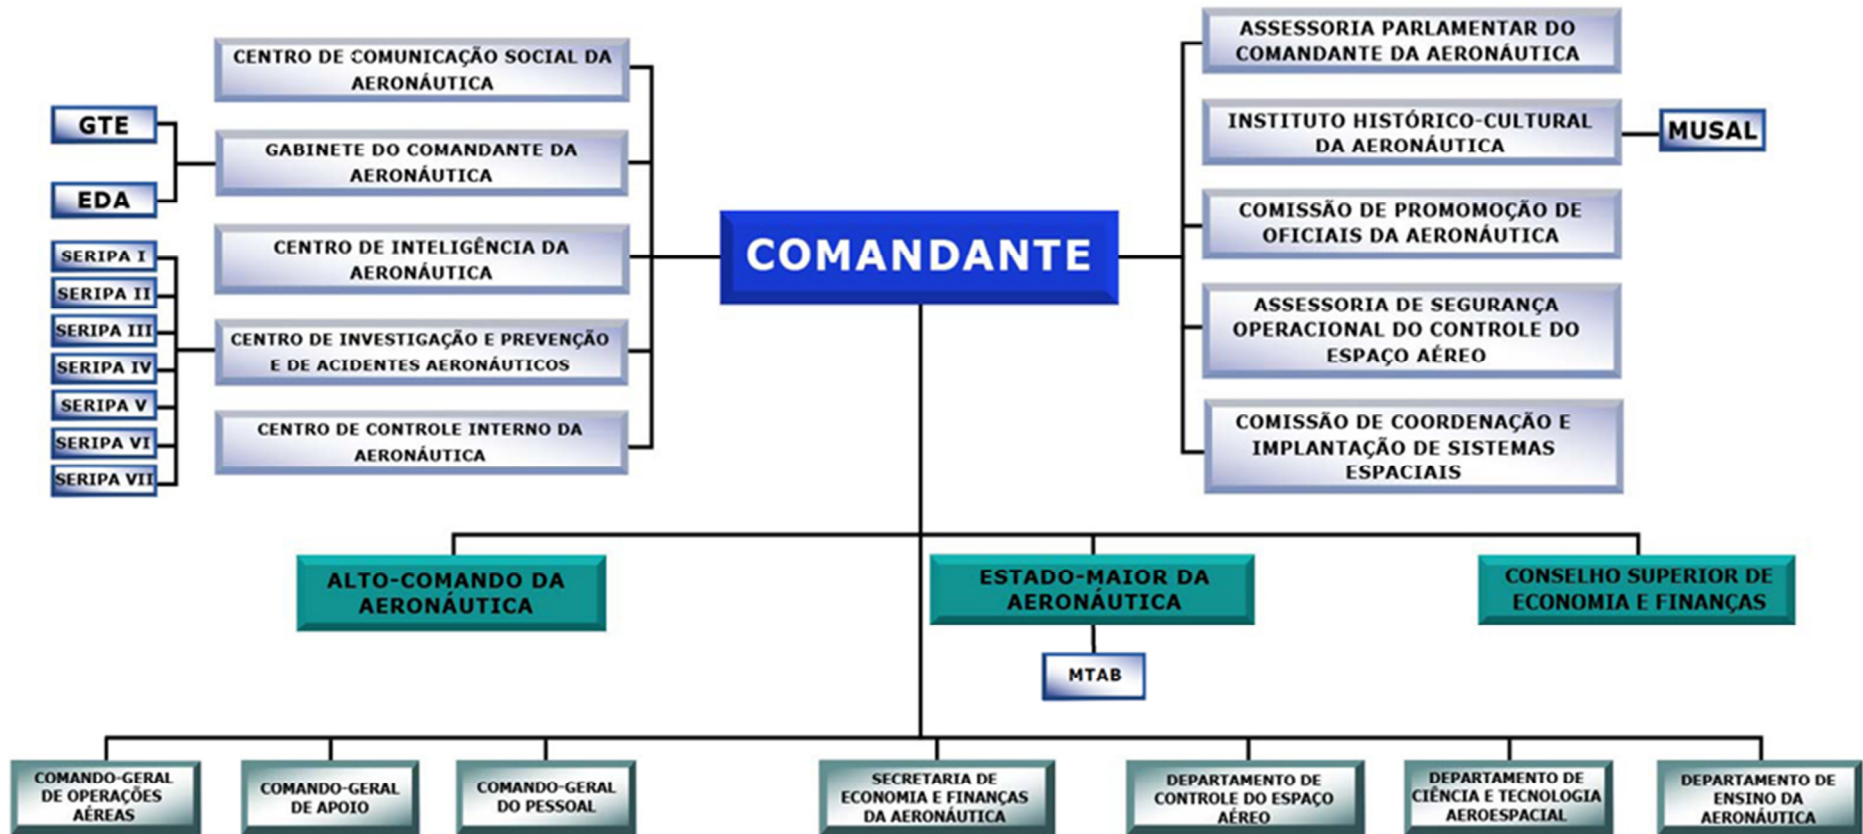 CENTRO DE COMUNICAÇÃO SOCIAL DA
AERONÁUTICA
GTE
GABINETE DO COMANDANTE DA
AERONÁUTICA
EDA
CENTRO DE INTELIGÊNCIA DA
AERONÁUTICA
SERIPA I
SERIPA II
SERIPA III
SERIPA IV
SERIPA V
SERIPA VI
SERIPA VII
CENTRO DE INVESTIGAÇÃO E PREVENÇÃO
E DE ACIDENTES AERONÁUTICOS
CENTRO DE CONTROLE INTERNO DA
AERONÁUTICA
COMANDANTE
ASSESSORIA PARLAMENTAR DO
COMANDANTE DA AERONÁUTICA
INSTITUTO HISTÓRICO-CULTURAL
DA AERONÁUTICA
MUSAL
COMISSÃO DE PROMOMOÇÃO DE
OFICIAIS DA AERONÁUTICA
ASSESSORIA DE SEGURANÇA
OPERACIONAL DO CONTROLE DO
ESPAÇO AÉREO
COMISSÃO DE COORDENAÇÃO E
IMPLANTAÇÃO DE SISTEMAS
ESPACIAIS
ALTO-COMANDO DA
AERONÁUTICA
ESTADO-MAIOR DA
AERONÁUTICA
CONSELHO SUPERIOR DE
ECONOMIA E FINANÇAS
MTAB
COMANDO-GERAL
DE OPERAÇÕES
AÉREAS
COMANDO-GERAL
DE APOIO
COMANDO-GERAL
DO PESSOAL
SECRETARIA DE
ECONOMIA E FINANÇAS
DA AERONÁUTICA
DEPARTAMENTO DE
CONTROLE DO ESPAÇO
AÉREO
DEPARTAMENTO DE
CIÊNCIA E TECNOLOGIA
AEROESPACIAL
DEPARTAMENTO DE
ENSINO DA
AERONÁUTICA